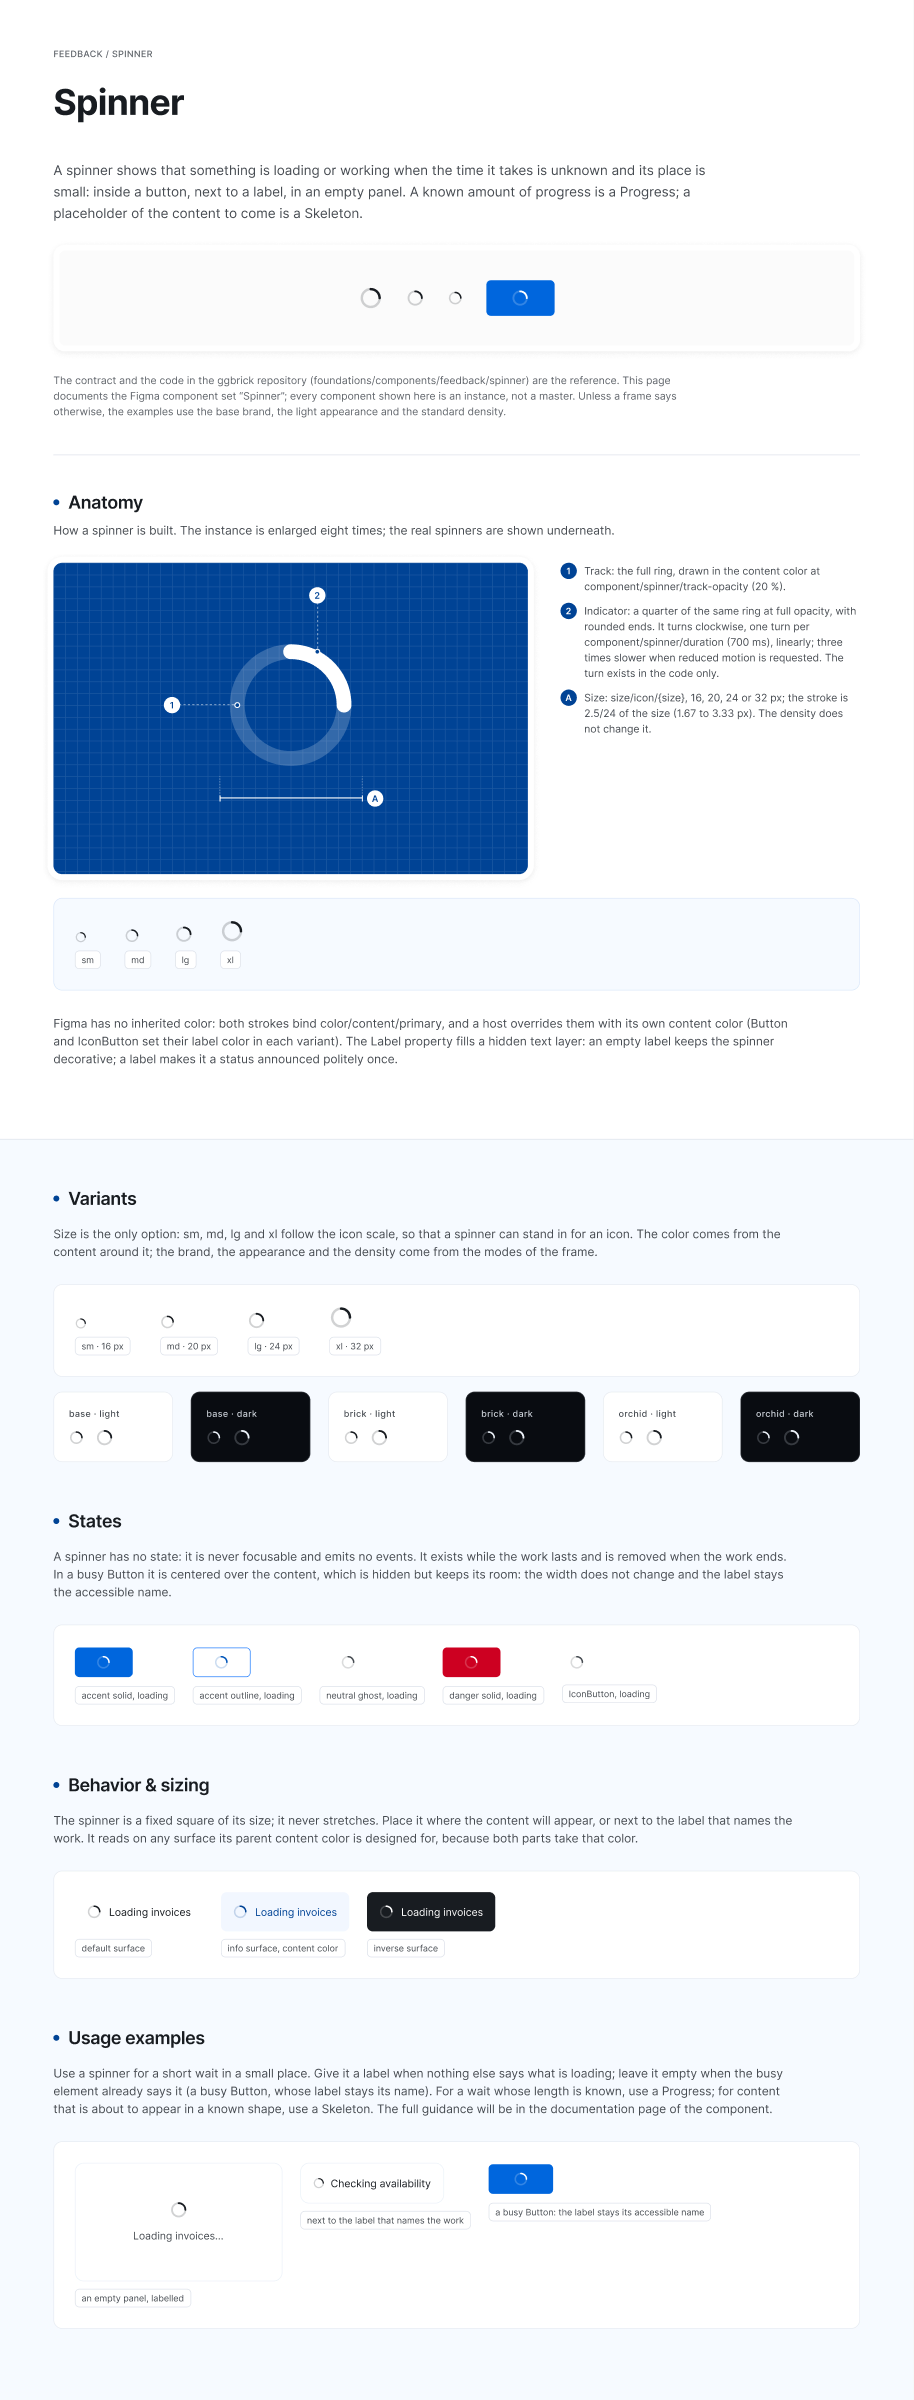 FEEDBACK / SPINNER
Spinner
A spinner shows that something is loading or working when the time it takes is unknown and its place is
small: inside a button, next to a label, in an empty panel. A known amount of progress is a Progress; a
placeholder of the content to come is a Skeleton.
The contract and the code in the ggbrick repository (foundations/components/feedback/spinner) are the reference. This page
documents the Figma component set “Spinner”; every component shown here is an instance, not a master. Unless a frame says
otherwise, the examples use the base brand, the light appearance and the standard density.
Anatomy
How a spinner is built. The instance is enlarged eight times; the real spinners are shown underneath.
2
1
A
1 Track: the full ring, drawn in the content color at
component/spinner/track-opacity (20 %).
2 Indicator: a quarter of the same ring at full opacity, with
rounded ends. It turns clockwise, one turn per
component/spinner/duration (700 ms), linearly; three
times slower when reduced motion is requested. The
turn exists in the code only.
A Size: size/icon/{size}, 16, 20, 24 or 32 px; the stroke is
2.5/24 of the size (1.67 to 3.33 px). The density does
not change it.
sm md lg xl
Figma has no inherited color: both strokes bind color/content/primary, and a host overrides them with its own content color (Button
and IconButton set their label color in each variant). The Label property fills a hidden text layer: an empty label keeps the spinner
decorative; a label makes it a status announced politely once.
Variants
Size is the only option: sm, md, lg and xl follow the icon scale, so that a spinner can stand in for an icon. The color comes from the
content around it; the brand, the appearance and the density come from the modes of the frame.
sm · 16 px md · 20 px lg · 24 px xl · 32 px
base · light base · dark brick · light brick · dark orchid · light orchid · dark
States
A spinner has no state: it is never focusable and emits no events. It exists while the work lasts and is removed when the work ends.
In a busy Button it is centered over the content, which is hidden but keeps its room: the width does not change and the label stays
the accessible name.
accent solid, loading accent outline, loading neutral ghost, loading danger solid, loading IconButton, loading
Behavior & sizing
The spinner is a fixed square of its size; it never stretches. Place it where the content will appear, or next to the label that names the
work. It reads on any surface its parent content color is designed for, because both parts take that color.
Loading invoices Loading invoices Loading invoices
default surface info surface, content color inverse surface
Usage examples
Use a spinner for a short wait in a small place. Give it a label when nothing else says what is loading; leave it empty when the busy
element already says it (a busy Button, whose label stays its name). For a wait whose length is known, use a Progress; for content
that is about to appear in a known shape, use a Skeleton. The full guidance will be in the documentation page of the component.
Checking availability
next to the label that names the work
a busy Button: the label stays its accessible name
Loading invoices…
an empty panel, labelled